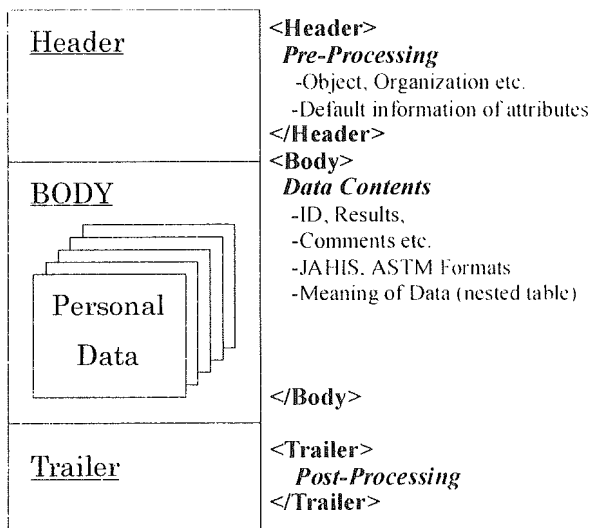 Header
<Header>
Pre-Processing
-Object, Organization etc.
-Default information of attributes
</Header>
BODY
Personal
Data
<Body>
Data Contents
-ID, Results,
-Comments etc.
-JAHIS, ASTM Formats
-Meaning of Data (nested table)
</Body>
Trailer
<Trailer>
Post-Processing
</Trailer>